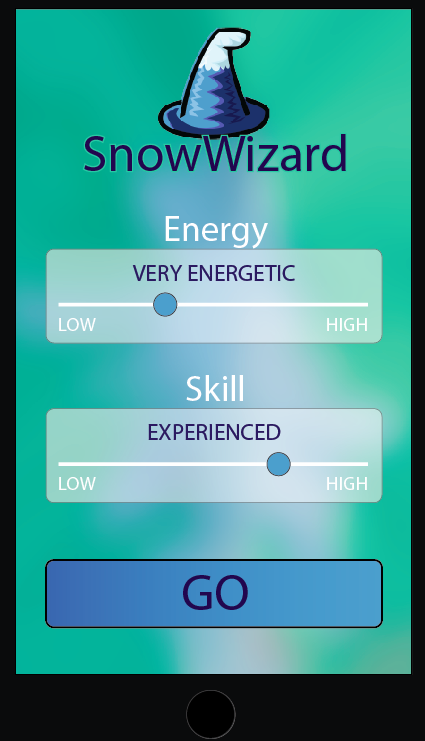 SnowWizard
Energy
VERY ENERGETIC
LOW HIGH
Skill
EXPERIENCED
LOW HIGH
GO